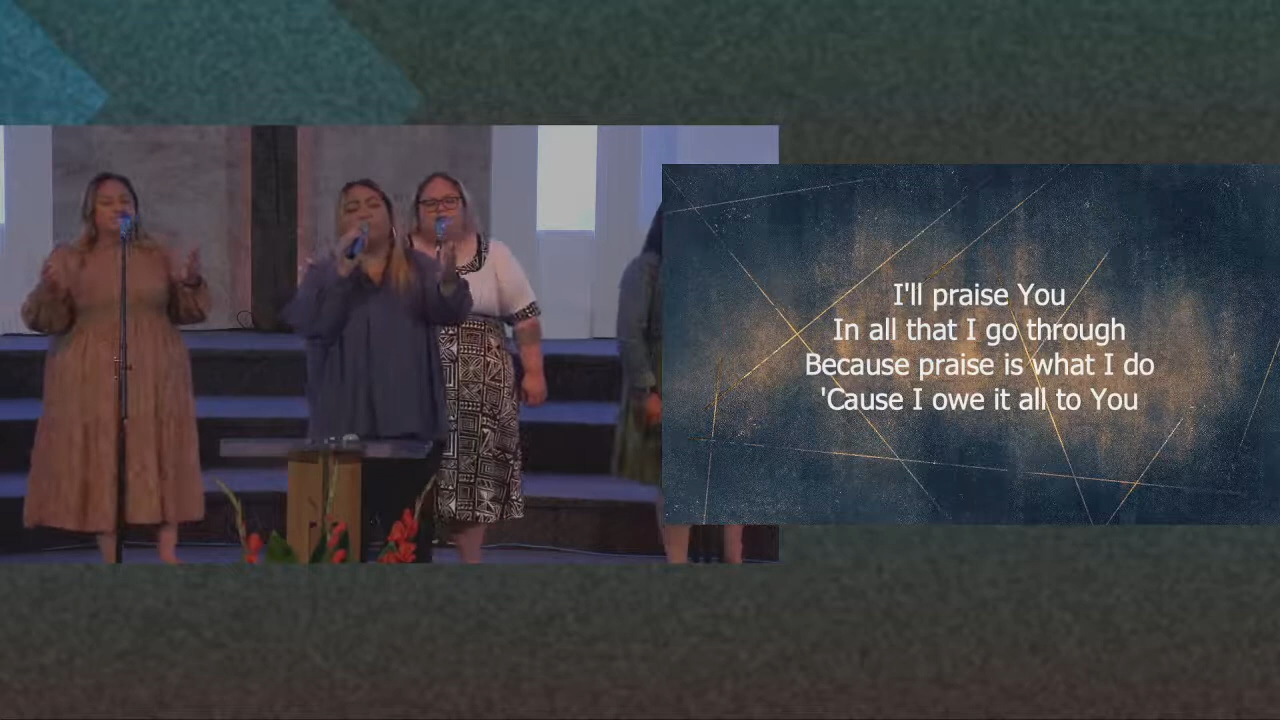 I'll praise You
In all that I go through
Because praise is what I do
'Cause I owe it all to You